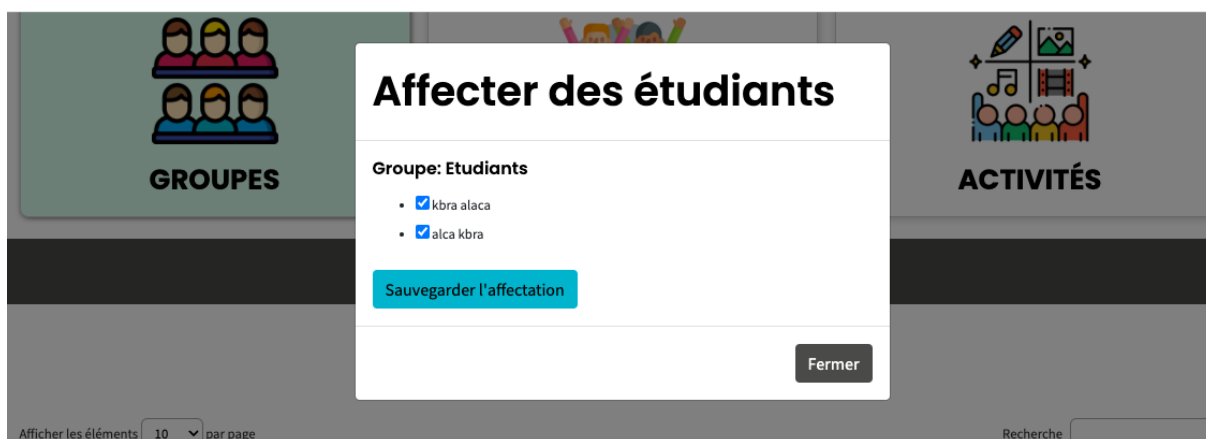 Affecter des étudiants
GROUPES
ACTIVITÉS
Groupe: Etudiants
kbra alaca
alca kbra
Sauvegarder l'affectation
Fermer
Afficher les éléments 10 par page
Recherche